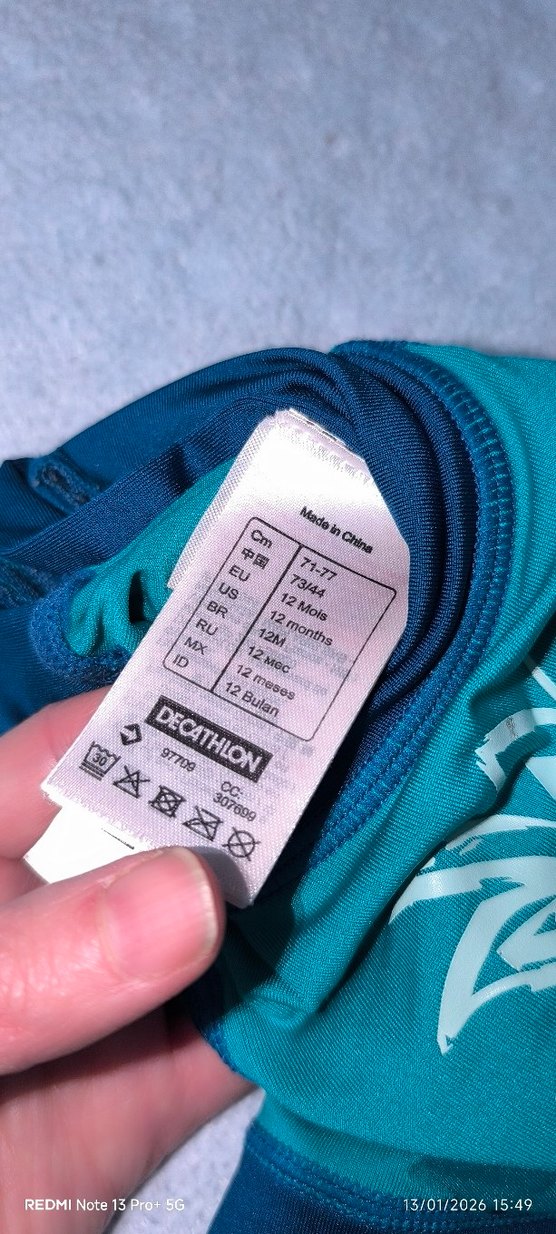 Made in China
Cm 71-77
中国 73/44
EU 12 Mois
US 12 months
BR 12M
RU 12 мес
MX 12 meses
ID 12 Bulan
DECATHLON
97709 CC: 307699
30
REDMI Note 13 Pro+ 5G
13/01/2026 15:49